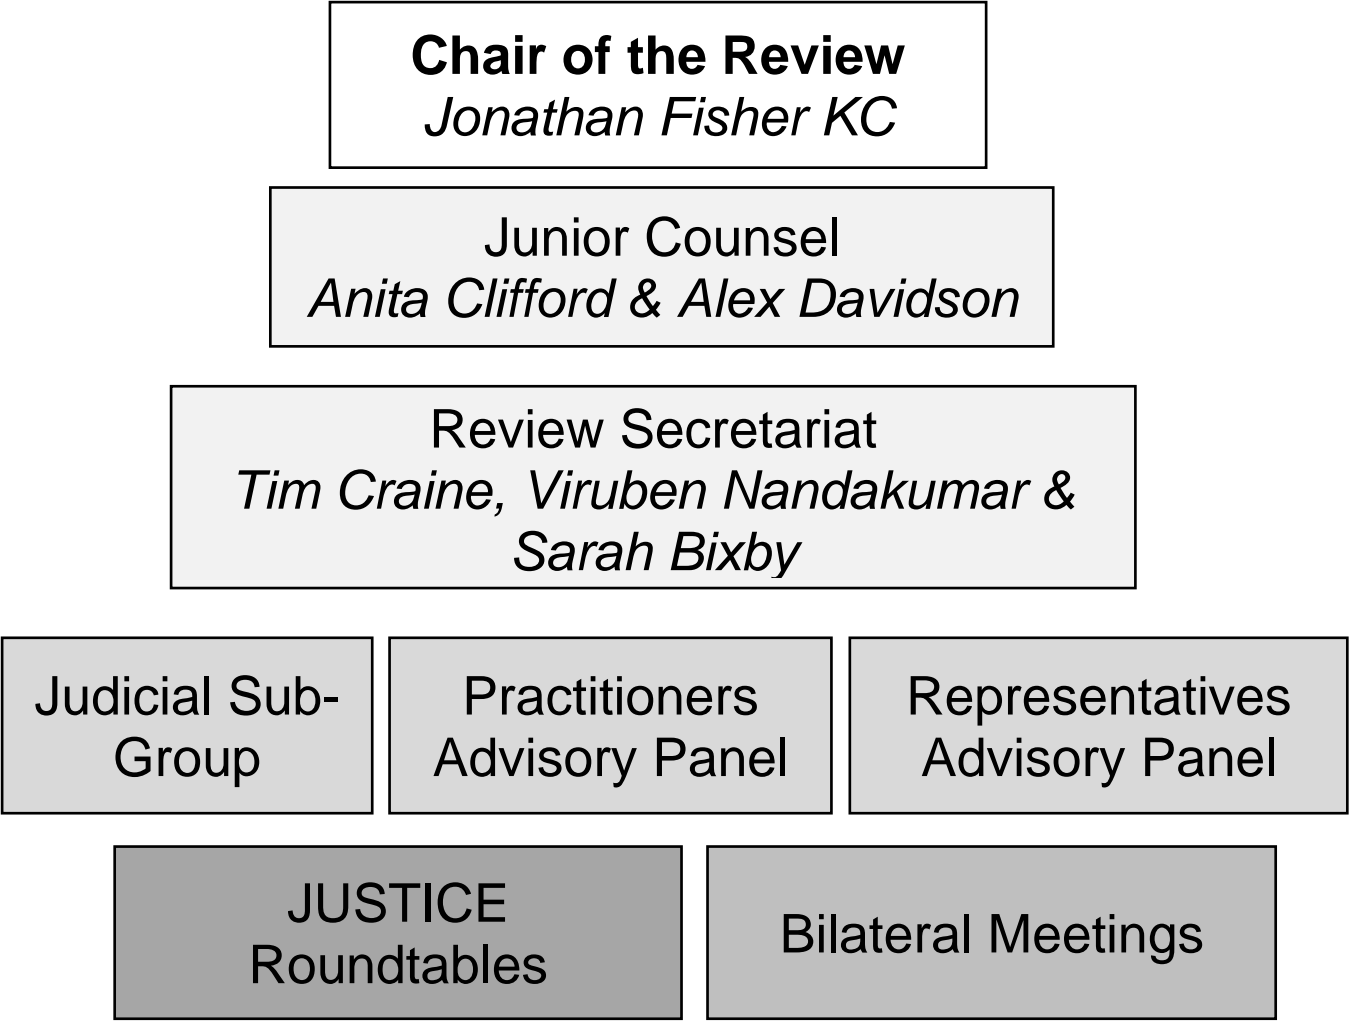 Chair of the Review
Jonathan Fisher KC
Junior Counsel
Anita Clifford & Alex Davidson
Review Secretariat
Tim Craine, Viruben Nandakumar &
Sarah Bixby
Judicial Sub-
Group
Practitioners
Advisory Panel
Representatives
Advisory Panel
JUSTICE
Roundtables
Bilateral Meetings